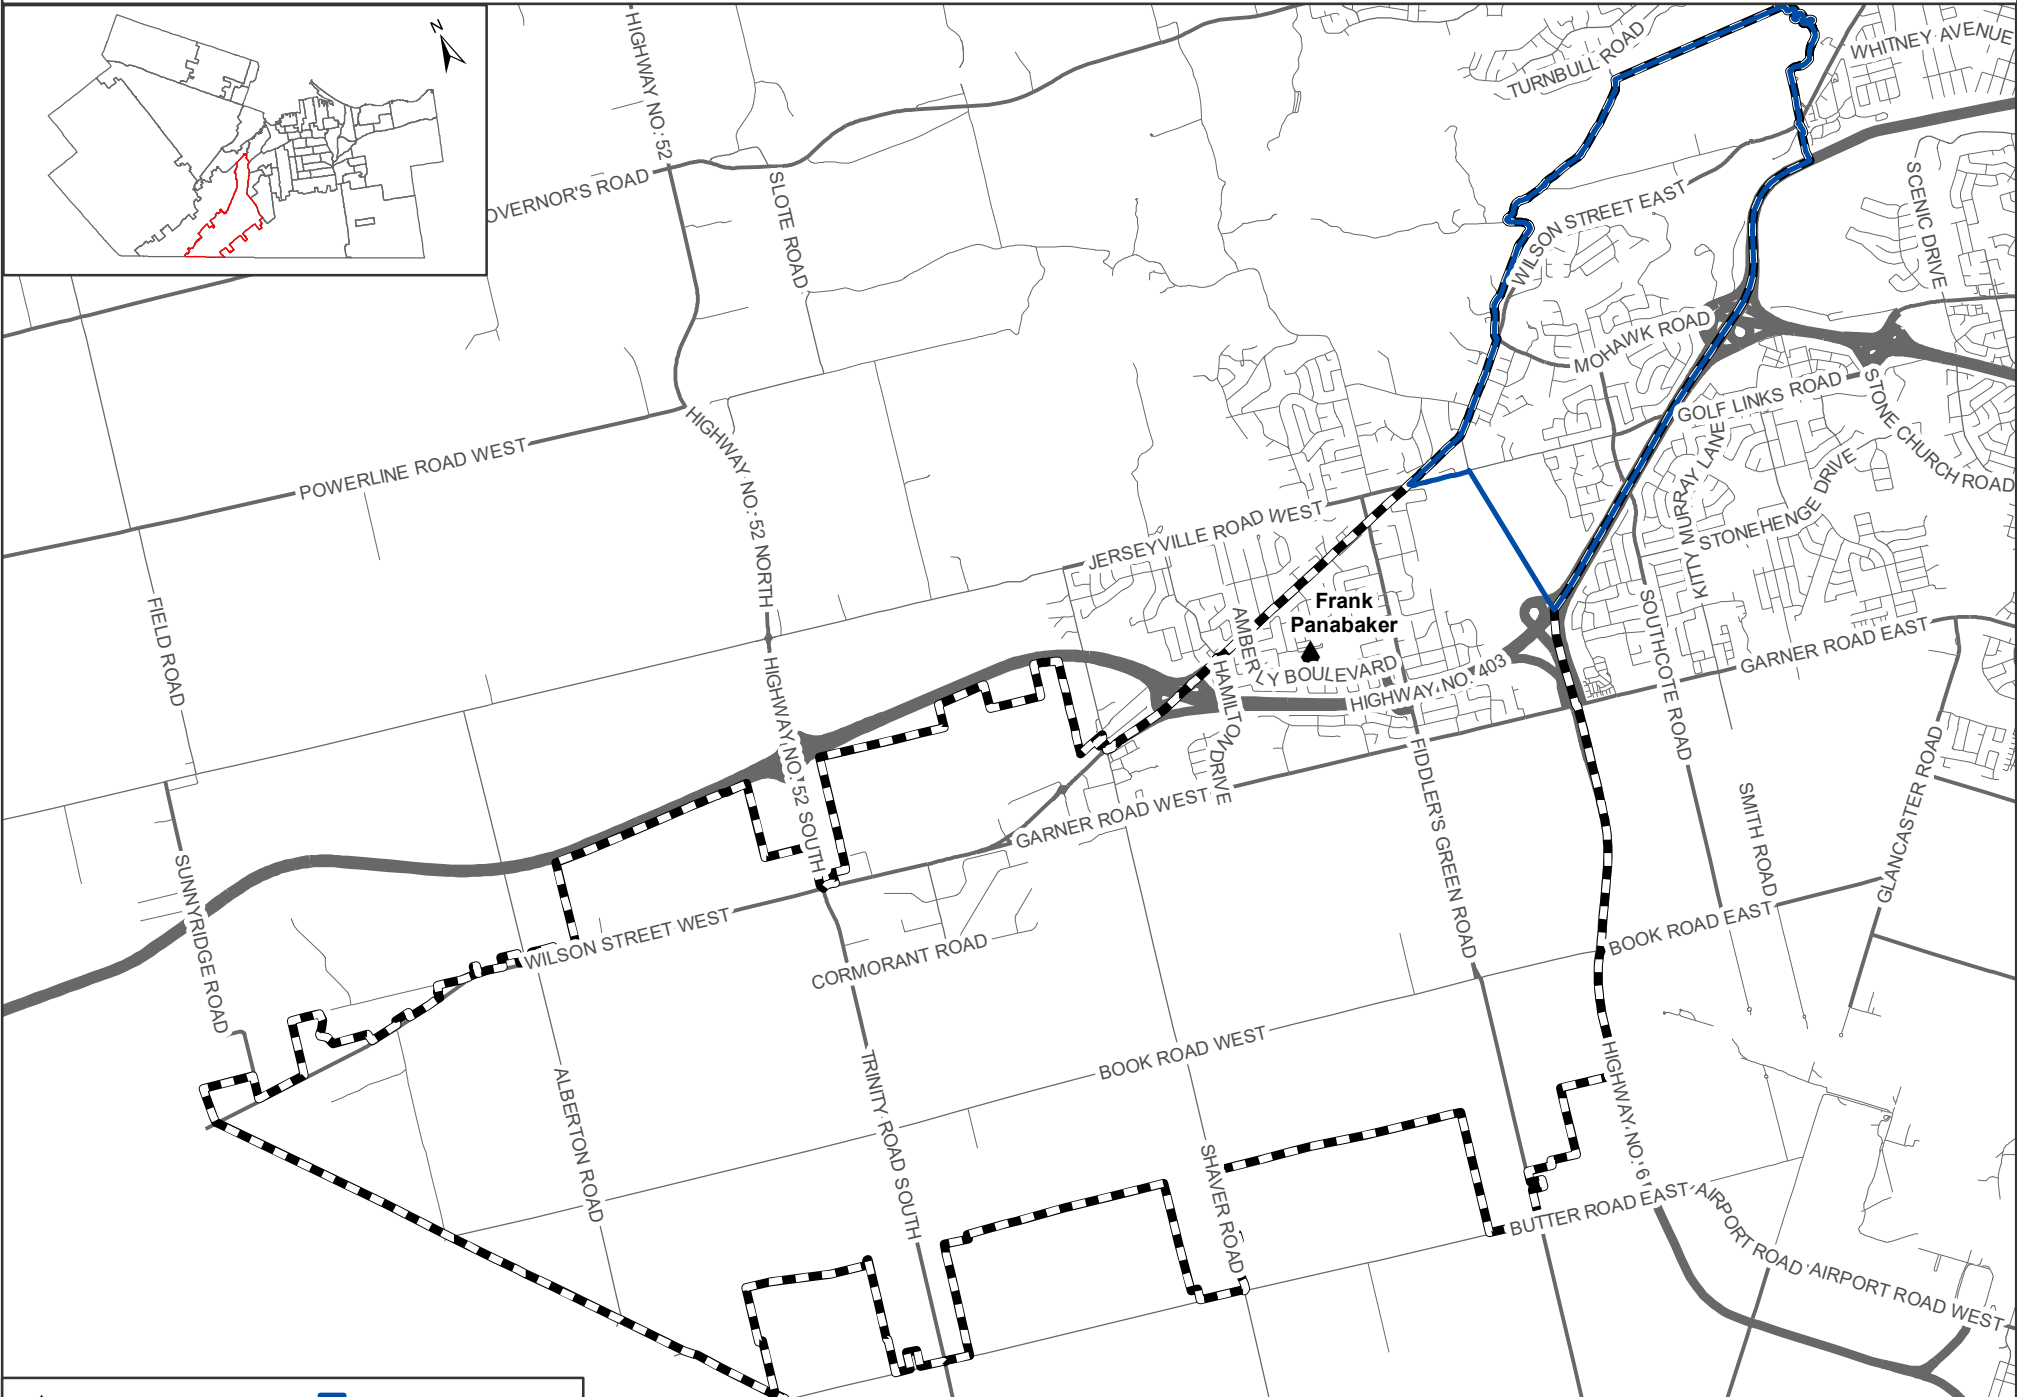 N
HIGHWAY NO. 52
TURNBULL ROAD
WHITNEY AVENUE
OVERNOR'S ROAD
SLOTE ROAD
WILSON STREET EAST
SCENIC DRIVE
MOHAWK ROAD
GOLF LINKS ROAD
STONE CHURCH ROAD
POWERLINE ROAD WEST
HIGHWAY NO. 52 NORTH
KITTY MURRAY LANE
STONEHENGE DRIVE
JERSEYVILLE ROAD WEST
FIELD ROAD
Frank
Panabaker
AMBERLY BOULEVARD
HIGHWAY NO. 403
SOUTHCOTE ROAD
GARNER ROAD EAST
HIGHWAY NO. 52 SOUTH
HAMILTON DRIVE
GARNER ROAD WEST
FIDDLER'S GREEN ROAD
SMITH ROAD
GLANCASTER ROAD
SUNNYRIDGE ROAD
WILSON STREET WEST
CORMORANT ROAD
BOOK ROAD EAST
BOOK ROAD WEST
ALBERTON ROAD
TRINITY ROAD SOUTH
SHAVER ROAD
HIGHWAY NO. 6
BUTTER ROAD EAST
AIRPORT ROAD
AIRPORT ROAD WEST